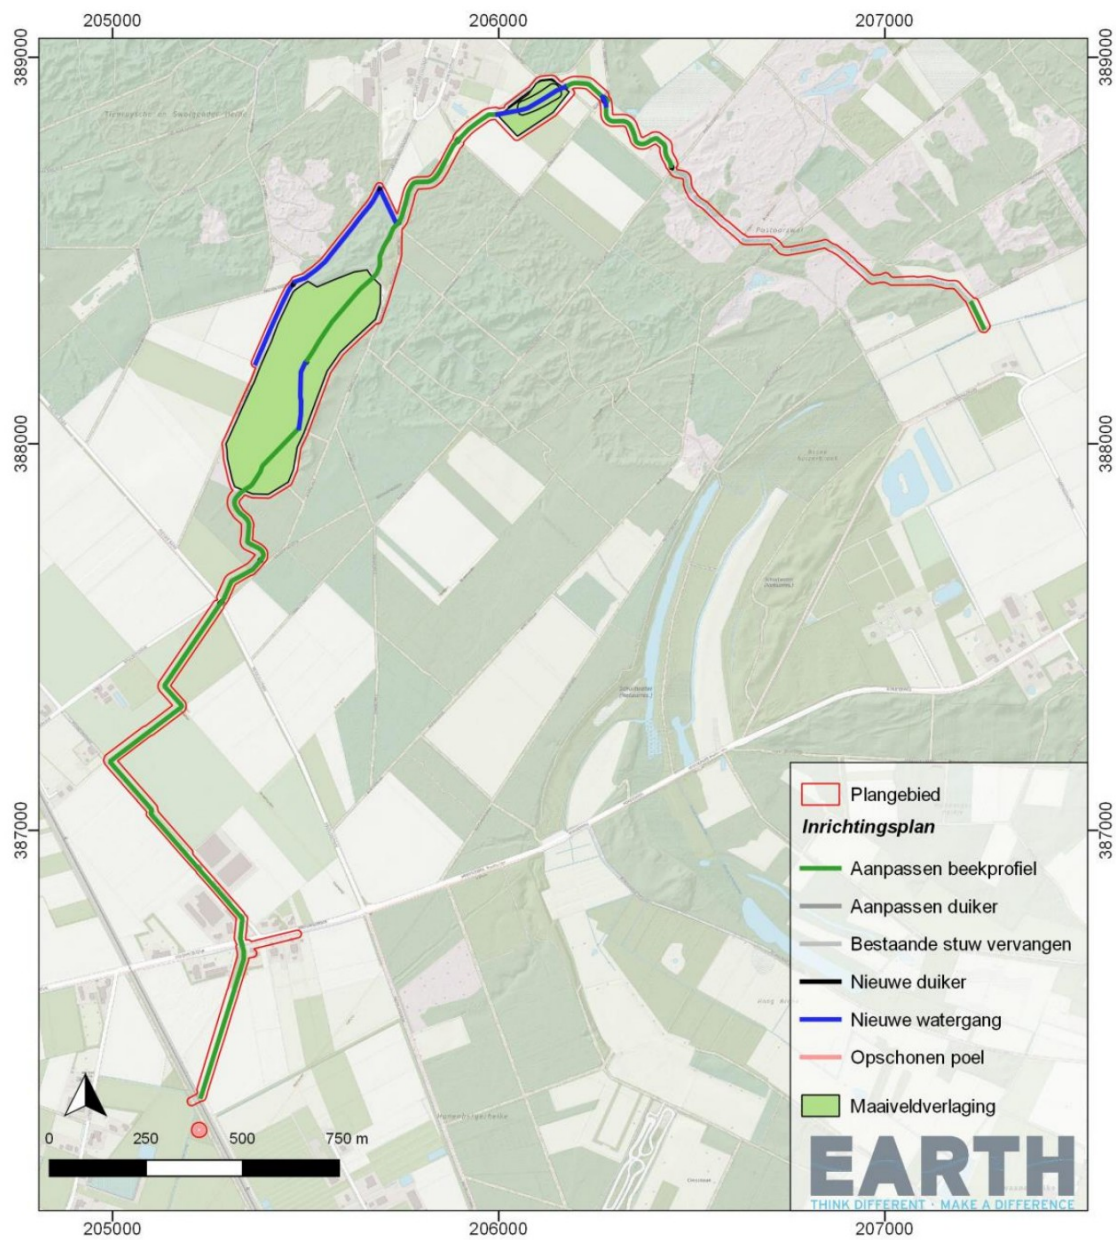 205000
206000
207000
389000
389000
388000
388000
387000
387000
Pastoorswal
Plangebied
Inrichtingsplan
Aanpassen beekprofiel
Aanpassen duiker
Bestaande stuw vervangen
Nieuwe duiker
Nieuwe watergang
Opschonen poel
Maaiveldverlaging
0 250 500 750 m
EARTH
THINK DIFFERENT · MAKE A DIFFERENCE
205000
206000
207000